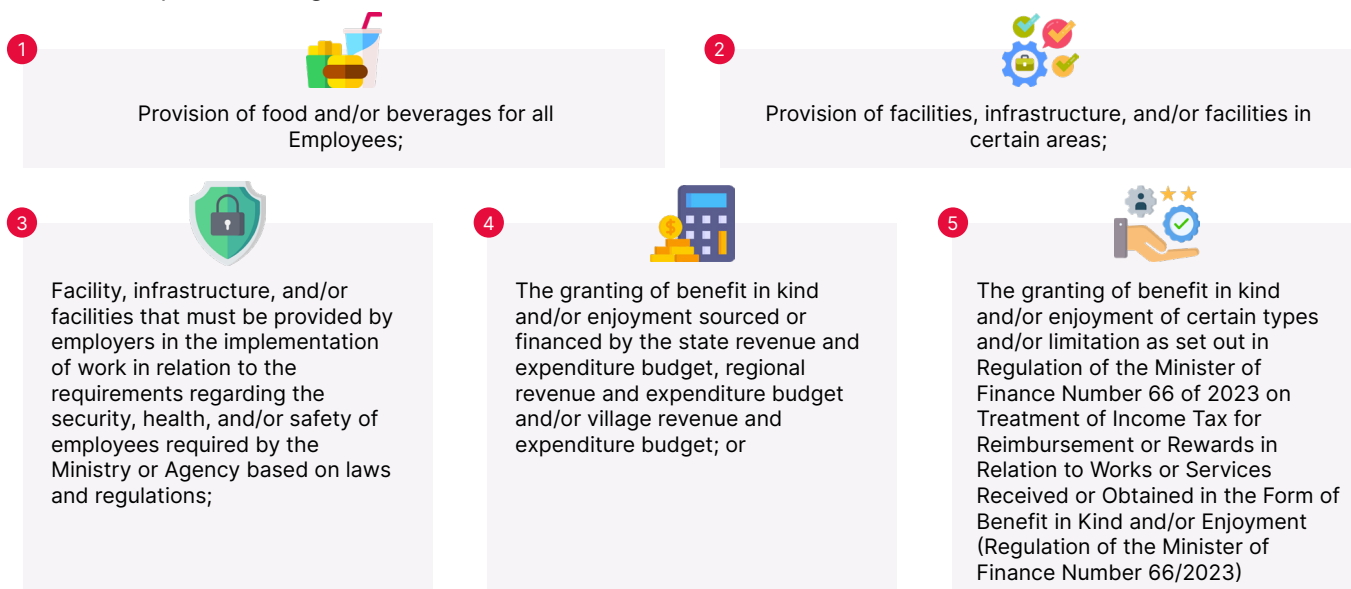 1
Provision of food and/or beverages for all
Employees;
2
Provision of facilities, infrastructure, and/or facilities in
certain areas;
3
Facility, infrastructure, and/or
facilities that must be provided by
employers in the implementation
of work in relation to the
requirements regarding the
security, health, and/or safety of
employees required by the
Ministry or Agency based on laws
and regulations;
4
The granting of benefit in kind
and/or enjoyment sourced or
financed by the state revenue and
expenditure budget, regional
revenue and expenditure budget
and/or village revenue and
expenditure budget; or
5
The granting of benefit in kind
and/or enjoyment of certain types
and/or limitation as set out in
Regulation of the Minister of
Finance Number 66 of 2023 on
Treatment of Income Tax for
Reimbursement or Rewards in
Relation to Works or Services
Received or Obtained in the Form of
Benefit in Kind and/or Enjoyment
(Regulation of the Minister of
Finance Number 66/2023)